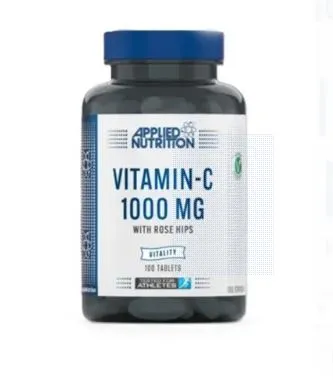 APPLIED
NUTRITION
VITAMIN-C
1000 MG
WITH ROSE HIPS
VITALITY
100 TABLETS
ATHLETES